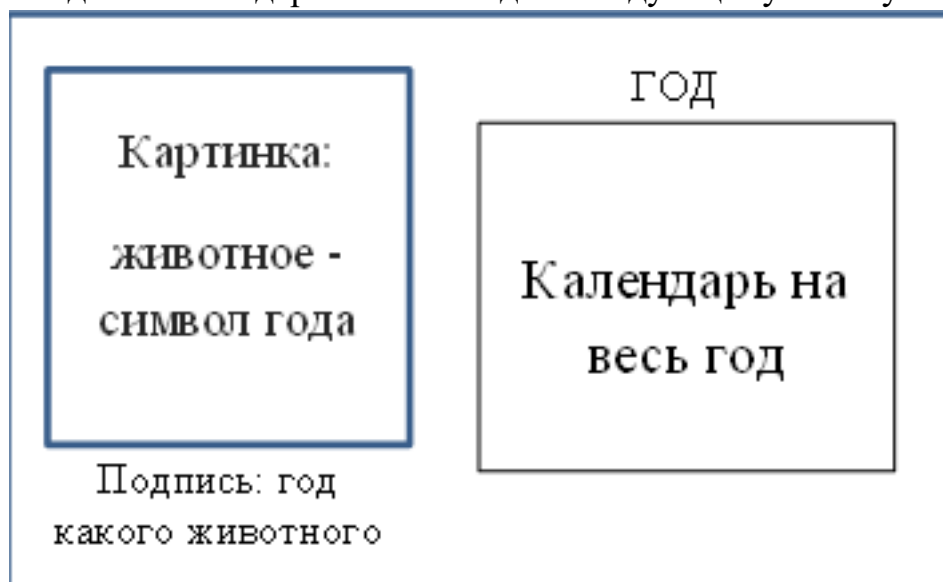 Картинка:
животное -
символ года
Подпись: год
какого животного
ГОД
Календарь на
весь год